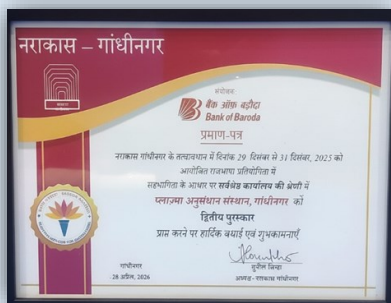 नराकास – गांधीनगर
संयोजक
बैंक ऑफ़ बड़ौदा
Bank of Baroda
प्रमाण-पत्र
नराकास गांधीनगर के तत्वावधान में दिनांक 29 दिसंबर से 31 दिसंबर, 2025 को
आयोजित राजभाषा प्रतियोगिता में
सहभागिता के आधार पर सर्वश्रेष्ठ कार्यालय की श्रेणी में
प्लाज़्मा अनुसंधान संस्थान, गांधीनगर को
द्वितीय पुरस्कार
प्राप्त करने पर हार्दिक बधाई एवं शुभकामनाएँ
गांधीनगर
28 अप्रैल, 2026
सुनील सिन्हा
अध्यक्ष- नराकास गांधीनगर